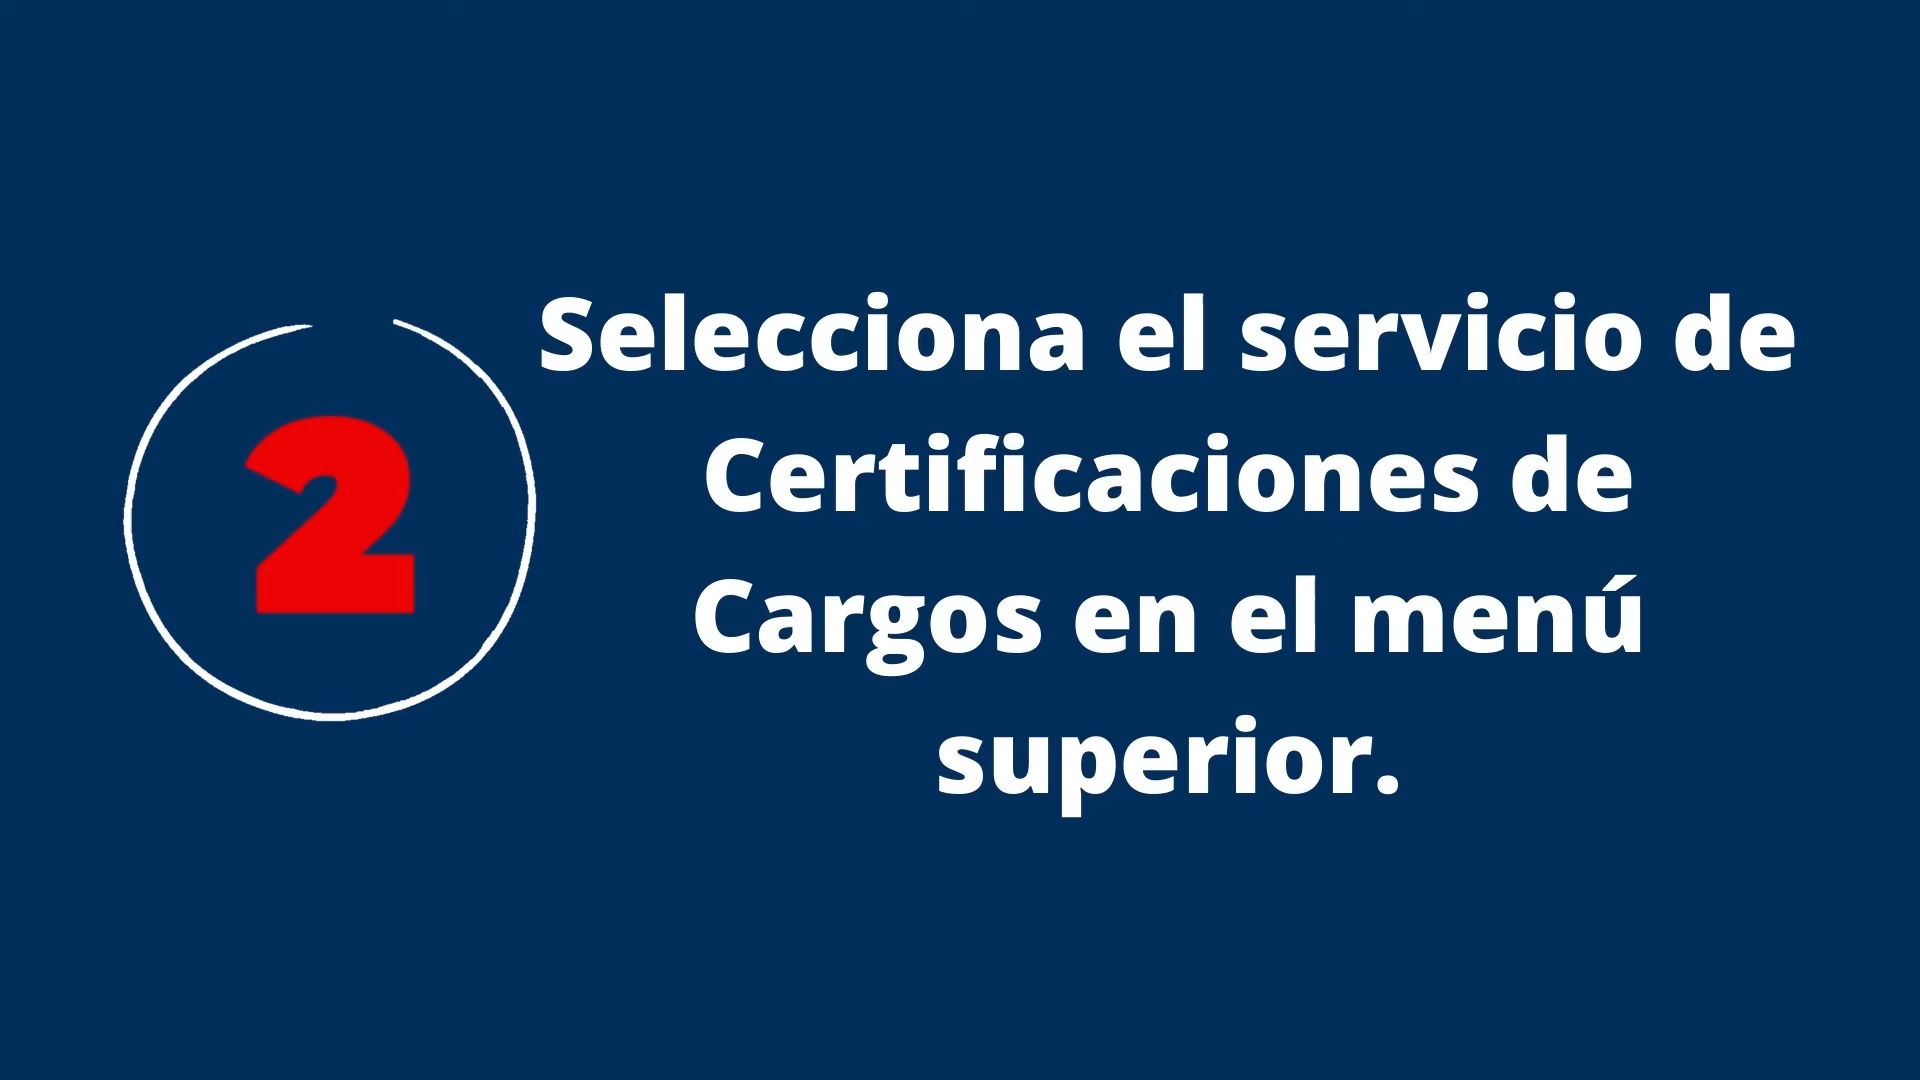 2
Selecciona el servicio de
Certificaciones de
Cargos en el menú
superior.